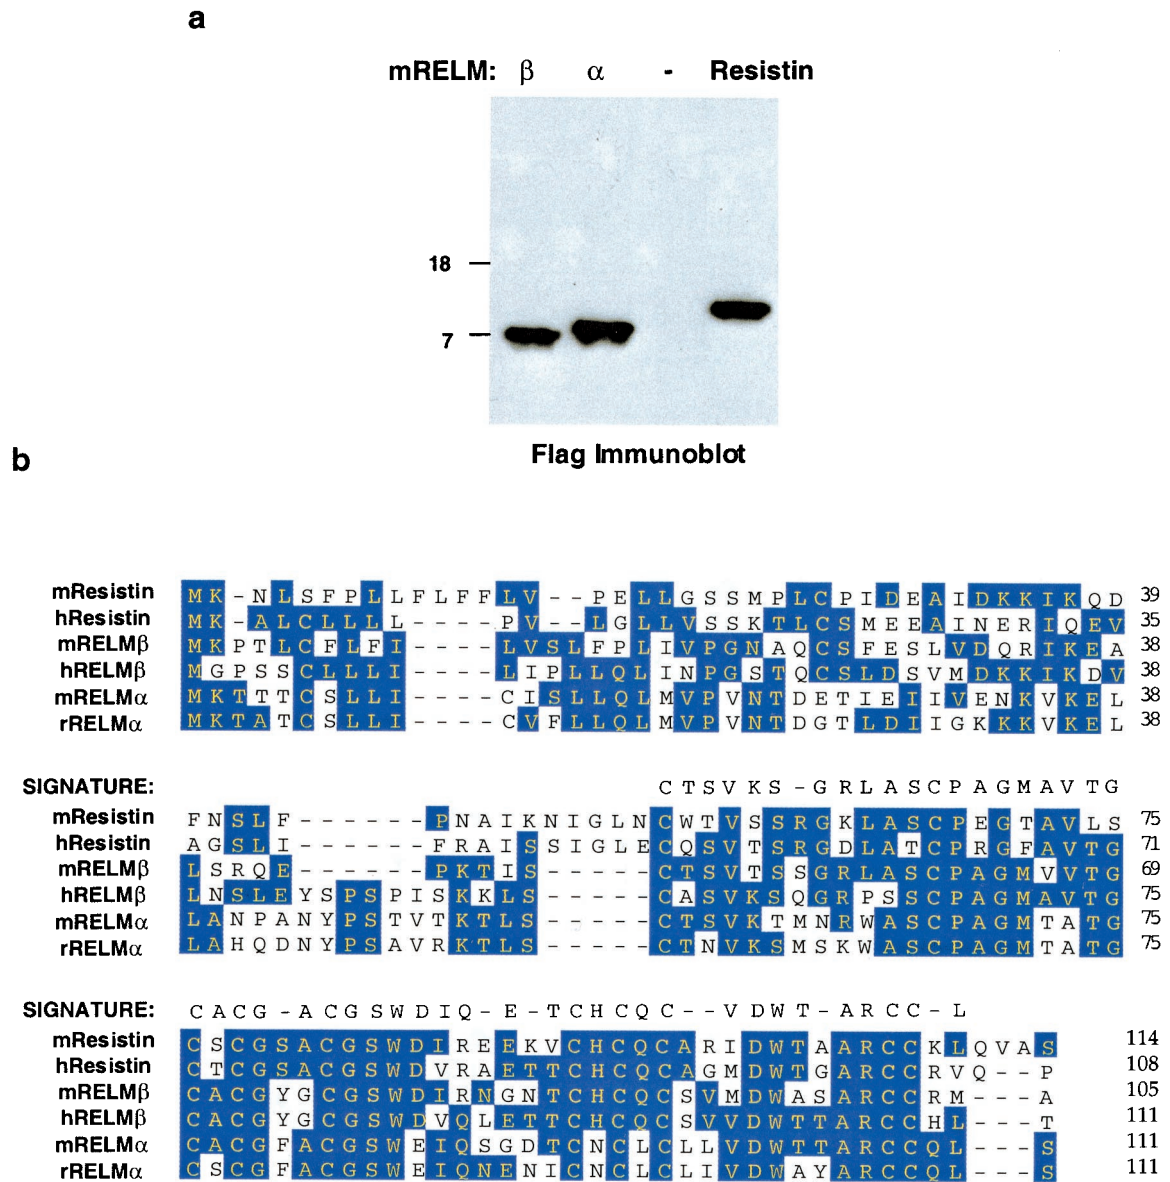 a
mRELM: β α - Resistin
18
7
Flag Immunoblot
b
mResistin MK-NLSFPLLFLFFLV--PELLGSSMPLCPIDEAIDKKIKQD 39
hResistin MK-ALCLLLLL----PV--LGLLVSSKTLCSMEEAINERIQEV 35
mRELMβ MKPTLCFLFI----LVSLFPLIVPGNAQCSFESLVDQRIKEA 38
hRELMβ MGPSSCLLLI----LIPLLQLINPGSTQCSLDSVMDKKIKDV 38
mRELMα MKTTTCSLLI----CISLLQLMVPVNTDETIEIIVENKVKEL 38
rRELMα MKTATCSLLI----CVFLLQLMVPVNTDGTLDIIGKKKVKEL 38
SIGNATURE: CTSVKS-GRLASCPAGMAVTG
mResistin FNSLF------PNAIKNIGLNCWTVSSRGKLASCPEGTAVLS 75
hResistin AGSLI------FRAISSIGLECQSVTSRGDLATCPRGFAVTG 71
mRELMβ LSRQE------PKTIS-----CTSVTSSGRLASCPAGMVVTG 69
hRELMβ LNSLEYSPSPISKKLS-----CASVKSQGRPSSCPAGMAVTG 75
mRELMα LANPANYPSTVTKTLS-----CTSVKTMNRWASCPAGMTATG 75
rRELMα LAHQDNYPSAVRKTLS-----CTNVKSMSKWASCPAGMTATG 75
SIGNATURE: CACG-ACGSWDIQ-E-TCHCQC--VDWT-ARCC-L
mResistin CSCGSACGSWDIREEKVCHCQCARIDWTAARCCKLQVAS 114
hResistin CTCGSACGSWDVRAETTCHCQCAGMDWTGARCCRVQ--P 108
mRELMβ CACGYGCGSWDIRNGNTCHCQCSVMDWASARCCRM---A 105
hRELMβ CACGYGCGSWDVQLETTCHCQCSVVDWTTARCCHL---T 111
mRELMα CACGFACGSWEIQSGDTCNCLCLLVDWTTARCCQL---S 111
rRELMα CSCGFACGSWEIQNENICNCLCLIVDWAYARCCQL---S 111